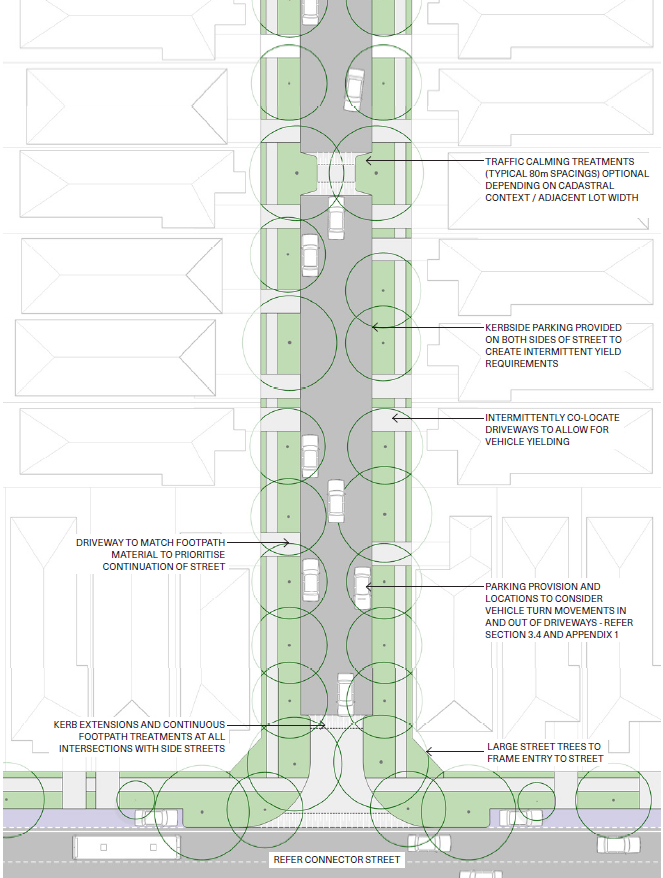 TRAFFIC CALMING TREATMENTS
(TYPICAL 80m SPACINGS) OPTIONAL
DEPENDING ON CADASTRAL
CONTEXT / ADJACENT LOT WIDTH
KERBSIDE PARKING PROVIDED
ON BOTH SIDES OF STREET TO
CREATE INTERMITTENT YIELD
REQUIREMENTS
INTERMITTENTLY CO-LOCATE
DRIVEWAYS TO ALLOW FOR
VEHICLE YIELDING
DRIVEWAY TO MATCH FOOTPATH
MATERIAL TO PRIORITISE
CONTINUATION OF STREET
PARKING PROVISION AND
LOCATIONS TO CONSIDER
VEHICLE TURN MOVEMENTS IN
AND OUT OF DRIVEWAYS - REFER
SECTION 3.4 AND APPENDIX 1
KERB EXTENSIONS AND CONTINUOUS
FOOTPATH TREATMENTS AT ALL
INTERSECTIONS WITH SIDE STREETS
LARGE STREET TREES TO
FRAME ENTRY TO STREET
REFER CONNECTOR STREET